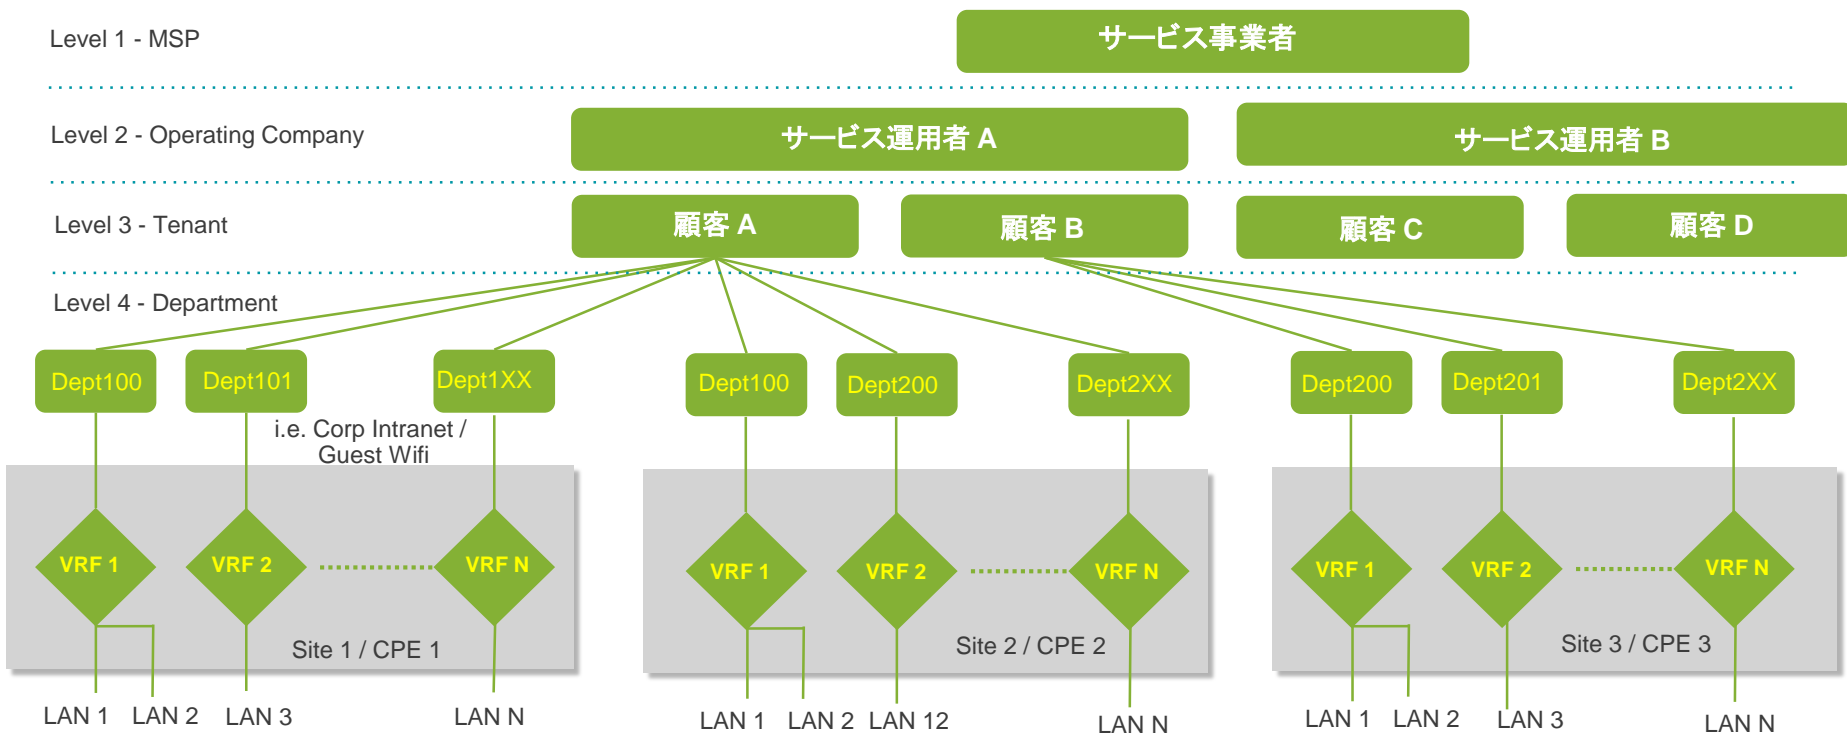 Level 1 - MSP
サービス事業者
Level 2 - Operating Company
サービス運用者 A
サービス運用者 B
Level 3 - Tenant
顧客 A
顧客 B
顧客 C
顧客 D
Level 4 - Department
Dept100
Dept101
Dept1XX
Dept100
Dept200
Dept2XX
Dept200
Dept201
Dept2XX
i.e. Corp Intranet /
Guest Wifi
VRF 1
VRF 2
VRF N
VRF 1
VRF 2
VRF N
VRF 1
VRF 2
VRF N
Site 1 / CPE 1
Site 2 / CPE 2
Site 3 / CPE 3
LAN 1
LAN 2
LAN 3
LAN N
LAN 1
LAN 2
LAN 12
LAN N
LAN 1
LAN 2
LAN 3
LAN N